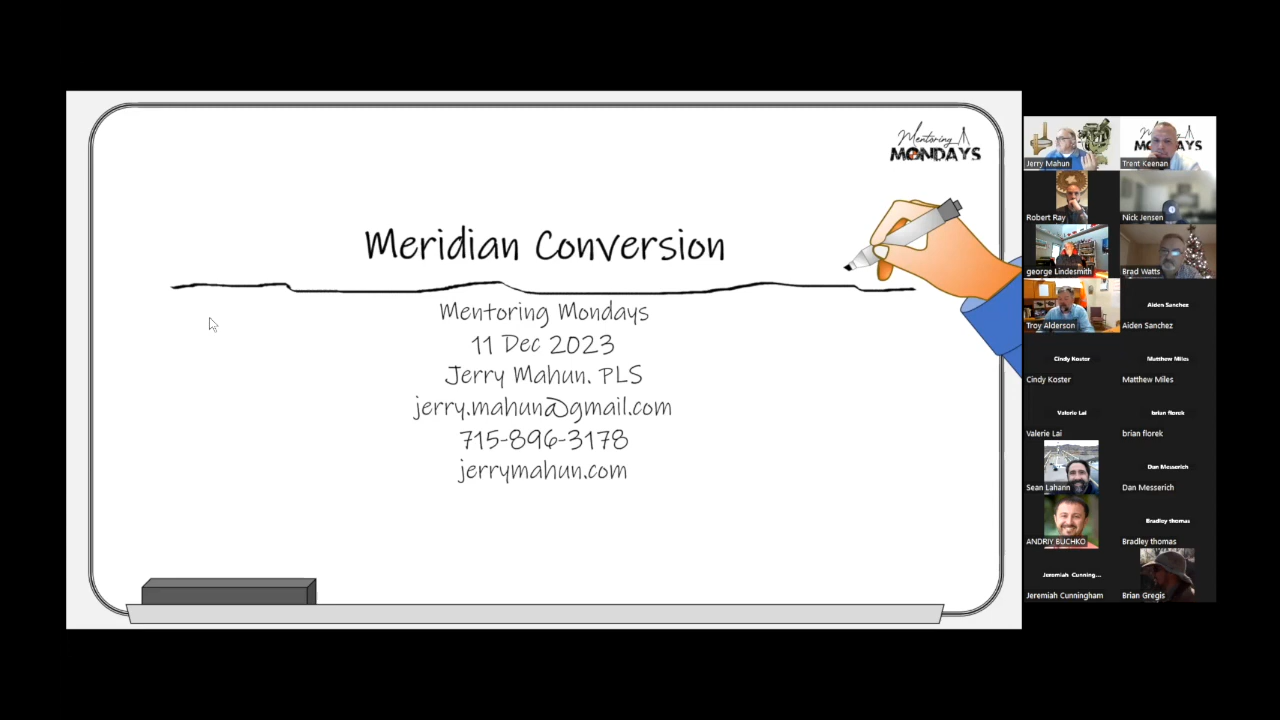 Mentoring
MONDAYS
Meridian Conversion
Mentoring Mondays
11 Dec 2023
Jerry Mahun. PLS
jerry.mahun@gmail.com
715-896-3178
jerrymahun.com
Jerry Mahun
MONDAYS
Trent Keenan
Robert Ray
Nick Jensen
george Lindesmith
Brad Watts
Troy Alderson
Aiden Sanchez
Aiden Sanchez
Cindy Koster
Cindy Koster
Matthew Miles
Matthew Miles
Valerie Lai
Valerie Lai
brian florek
brian florek
Sean Lahann
Dan Messerich
Dan Messerich
ANDRIY BUCHKO
Bradley thomas
Bradley thomas
Jeremiah Cunning...
Jeremiah Cunningham
Brian Gregis